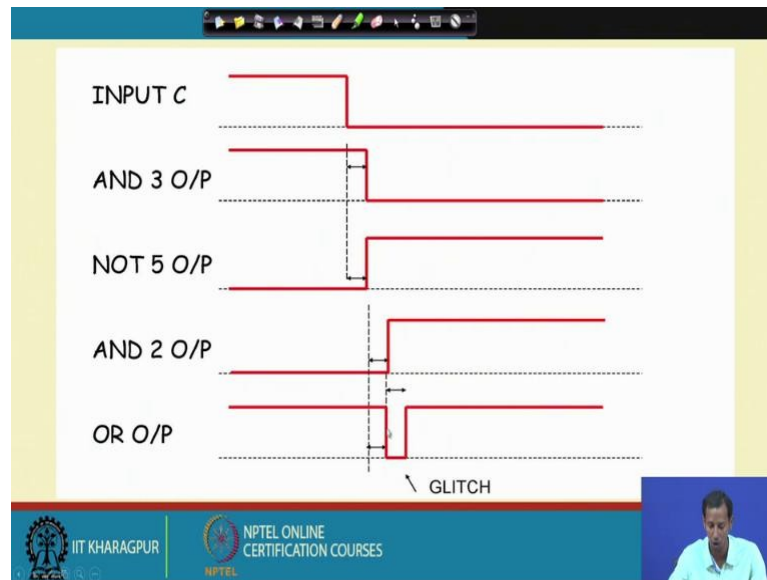 INPUT C
AND 3 O/P
NOT 5 O/P
AND 2 O/P
OR O/P
GLITCH
IIT KHARAGPUR
NPTEL
NPTEL ONLINE
CERTIFICATION COURSES